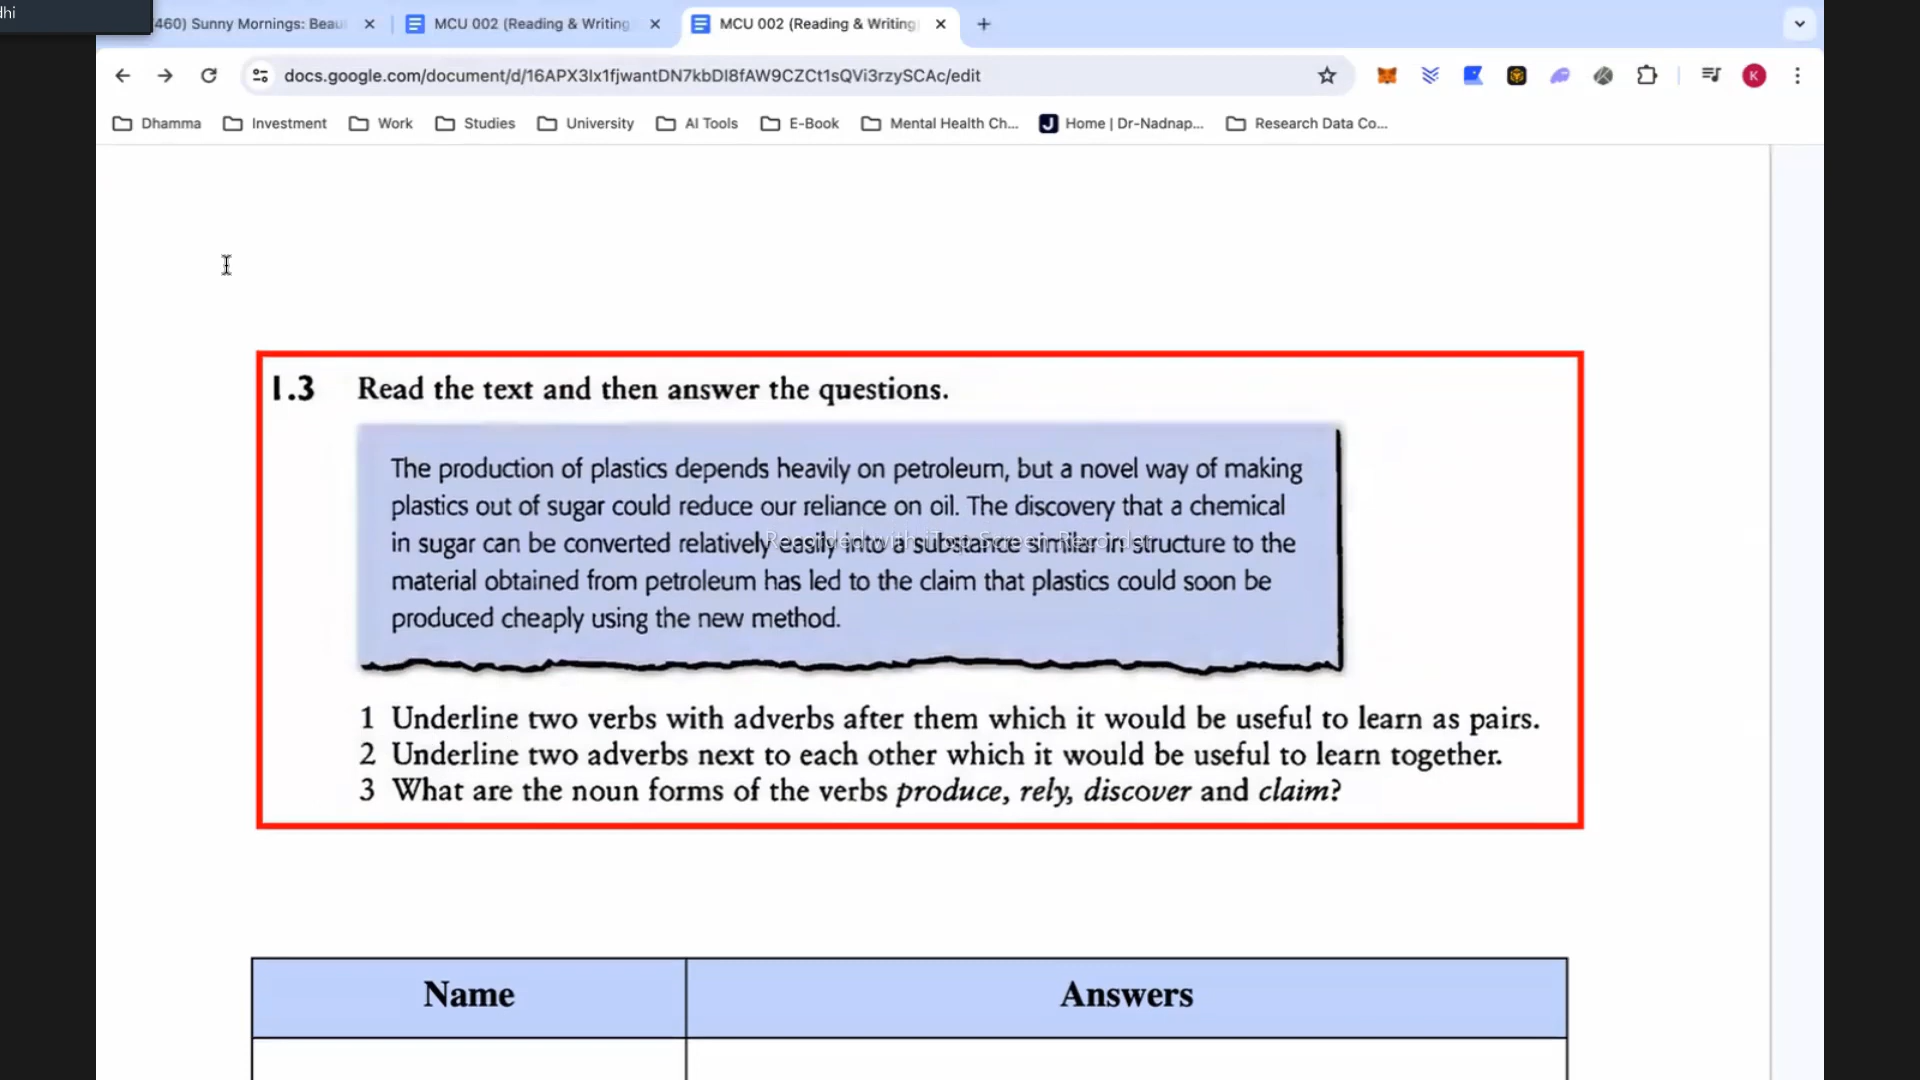 dhi
460) Sunny Mornings: Beau
MCU 002 (Reading & Writing
MCU 002 (Reading & Writing
docs.google.com/document/d/16APX3lx1fjwantDN7kbDI8fAW9CZCt1sQVi3rzySCAc/edit
K
Dhamma
Investment
Work
Studies
University
AI Tools
E-Book
Mental Health Ch...
J
Home | Dr-Nadnap...
Research Data Co...
1.3 Read the text and then answer the questions.
The production of plastics depends heavily on petroleum, but a novel way of making
plastics out of sugar could reduce our reliance on oil. The discovery that a chemical
in sugar can be converted relatively easily into a substance similar in structure to the
Recorded with iTop Screen Recorder
material obtained from petroleum has led to the claim that plastics could soon be
produced cheaply using the new method.
1 Underline two verbs with adverbs after them which it would be useful to learn as pairs.
2 Underline two adverbs next to each other which it would be useful to learn together.
3 What are the noun forms of the verbs produce, rely, discover and claim?
Name Answers